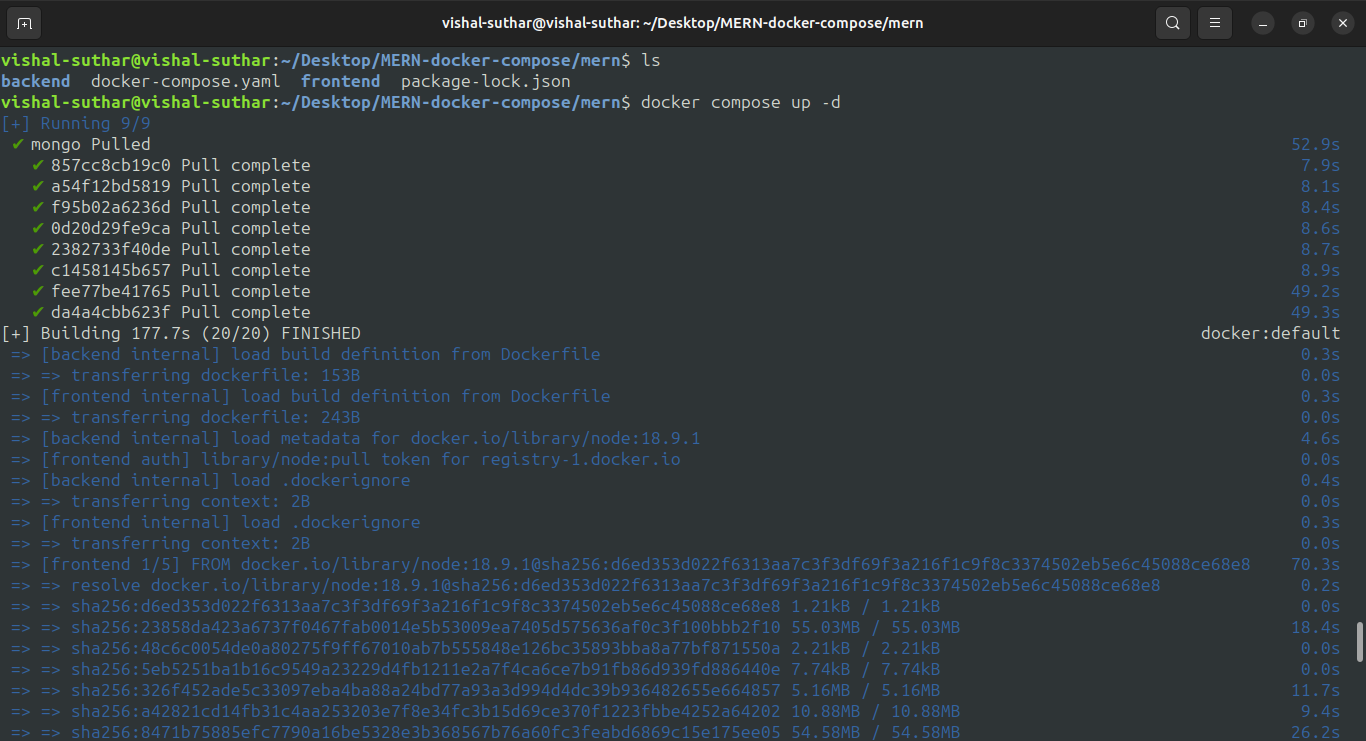 vishal-suthar@vishal-suthar: ~/Desktop/MERN-docker-compose/mern
vishal-suthar@vishal-suthar:~/Desktop/MERN-docker-compose/mern$ ls
backend docker-compose.yaml frontend package-lock.json
vishal-suthar@vishal-suthar:~/Desktop/MERN-docker-compose/mern$ docker compose up -d
[+] Running 9/9
✔ mongo Pulled 52.9s
✔ 857cc8cb19c0 Pull complete 7.9s
✔ a54f12bd5819 Pull complete 8.1s
✔ f95b02a6236d Pull complete 8.4s
✔ 0d20d29fe9ca Pull complete 8.6s
✔ 2382733f40de Pull complete 8.7s
✔ c1458145b657 Pull complete 8.9s
✔ fee77be41765 Pull complete 49.2s
✔ da4a4cbb623f Pull complete 49.3s
[+] Building 177.7s (20/20) FINISHED docker:default
=> [backend internal] load build definition from Dockerfile 0.3s
=> => transferring dockerfile: 153B 0.0s
=> [frontend internal] load build definition from Dockerfile 0.3s
=> => transferring dockerfile: 243B 0.0s
=> [backend internal] load metadata for docker.io/library/node:18.9.1 4.6s
=> [frontend auth] library/node:pull token for registry-1.docker.io 0.0s
=> [backend internal] load .dockerignore 0.4s
=> => transferring context: 2B 0.0s
=> [frontend internal] load .dockerignore 0.3s
=> => transferring context: 2B 0.0s
=> [frontend 1/5] FROM docker.io/library/node:18.9.1@sha256:d6ed353d022f6313aa7c3f3df69f3a216f1c9f8c3374502eb5e6c45088ce68e8 70.3s
=> => resolve docker.io/library/node:18.9.1@sha256:d6ed353d022f6313aa7c3f3df69f3a216f1c9f8c3374502eb5e6c45088ce68e8 0.2s
=> => sha256:d6ed353d022f6313aa7c3f3df69f3a216f1c9f8c3374502eb5e6c45088ce68e8 1.21kB / 1.21kB 0.0s
=> => sha256:23858da423a6737f0467fab0014e5b53009ea7405d575636af0c3f100bbb2f10 55.03MB / 55.03MB 18.4s
=> => sha256:48c6c0054de0a80275f9ff67010ab7b555848e126bc35893bba8a77bf871550a 2.21kB / 2.21kB 0.0s
=> => sha256:5eb5251ba1b16c9549a23229d4fb1211e2a7f4ca6ce7b91fb86d939fd886440e 7.74kB / 7.74kB 0.0s
=> => sha256:326f452ade5c33097eba4ba88a24bd77a93a3d994d4dc39b936482655e664857 5.16MB / 5.16MB 11.7s
=> => sha256:a42821cd14fb31c4aa253203e7f8e34fc3b15d69ce370f1223fbbe4252a64202 10.88MB / 10.88MB 9.4s
=> => sha256:8471b75885efc7790a16be5328e3b368567b76a60fc3feabd6869c15e175ee05 54.58MB / 54.58MB 26.2s